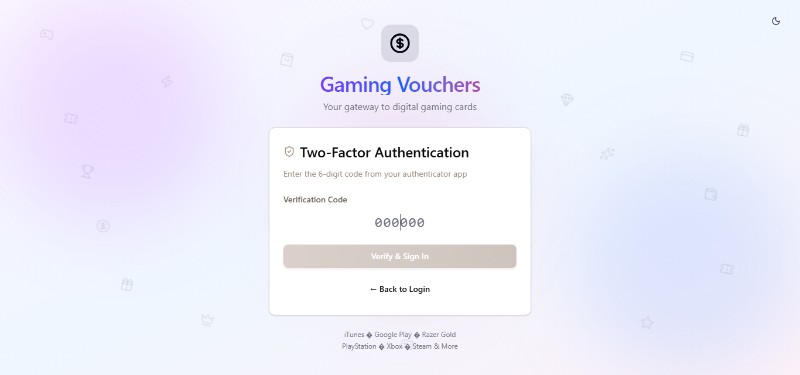 Gaming Vouchers
Your gateway to digital gaming cards
Two-Factor Authentication
Enter the 6-digit code from your authenticator app
Verification Code
000000
Verify & Sign In
← Back to Login
iTunes � Google Play � Razer Gold
PlayStation � Xbox � Steam & More